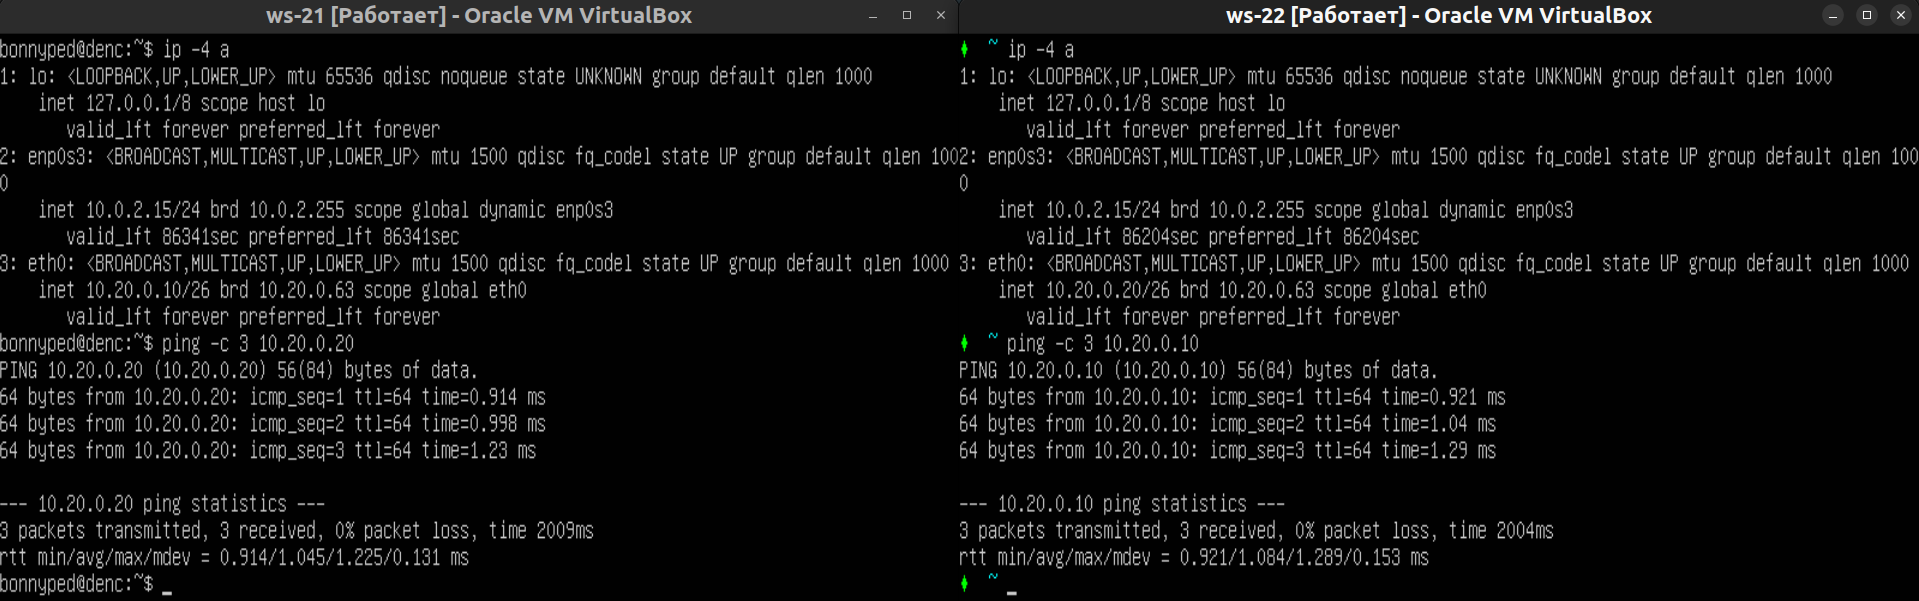 ws-21 [Работает] - Oracle VM VirtualBox
bonnyped@denc:~$ ip -4 a
1: lo: <LOOPBACK,UP,LOWER_UP> mtu 65536 qdisc noqueue state UNKNOWN group default qlen 1000
    inet 127.0.0.1/8 scope host lo
       valid_lft forever preferred_lft forever
2: enp0s3: <BROADCAST,MULTICAST,UP,LOWER_UP> mtu 1500 qdisc fq_codel state UP group default qlen 100
0
    inet 10.0.2.15/24 brd 10.0.2.255 scope global dynamic enp0s3
       valid_lft 86341sec preferred_lft 86341sec
3: eth0: <BROADCAST,MULTICAST,UP,LOWER_UP> mtu 1500 qdisc fq_codel state UP group default qlen 1000
    inet 10.20.0.10/26 brd 10.20.0.63 scope global eth0
       valid_lft forever preferred_lft forever
bonnyped@denc:~$ ping -c 3 10.20.0.20
PING 10.20.0.20 (10.20.0.20) 56(84) bytes of data.
64 bytes from 10.20.0.20: icmp_seq=1 ttl=64 time=0.914 ms
64 bytes from 10.20.0.20: icmp_seq=2 ttl=64 time=0.998 ms
64 bytes from 10.20.0.20: icmp_seq=3 ttl=64 time=1.23 ms
--- 10.20.0.20 ping statistics ---
3 packets transmitted, 3 received, 0% packet loss, time 2009ms
rtt min/avg/max/mdev = 0.914/1.045/1.225/0.131 ms
bonnyped@denc:~$ _
ws-22 [Работает] - Oracle VM VirtualBox
♦ ~ ip -4 a
1: lo: <LOOPBACK,UP,LOWER_UP> mtu 65536 qdisc noqueue state UNKNOWN group default qlen 1000
    inet 127.0.0.1/8 scope host lo
       valid_lft forever preferred_lft forever
2: enp0s3: <BROADCAST,MULTICAST,UP,LOWER_UP> mtu 1500 qdisc fq_codel state UP group default qlen 100
0
    inet 10.0.2.15/24 brd 10.0.2.255 scope global dynamic enp0s3
       valid_lft 86204sec preferred_lft 86204sec
3: eth0: <BROADCAST,MULTICAST,UP,LOWER_UP> mtu 1500 qdisc fq_codel state UP group default qlen 1000
    inet 10.20.0.20/26 brd 10.20.0.63 scope global eth0
       valid_lft forever preferred_lft forever
♦ ~ ping -c 3 10.20.0.10
PING 10.20.0.10 (10.20.0.10) 56(84) bytes of data.
64 bytes from 10.20.0.10: icmp_seq=1 ttl=64 time=0.921 ms
64 bytes from 10.20.0.10: icmp_seq=2 ttl=64 time=1.04 ms
64 bytes from 10.20.0.10: icmp_seq=3 ttl=64 time=1.29 ms
--- 10.20.0.10 ping statistics ---
3 packets transmitted, 3 received, 0% packet loss, time 2004ms
rtt min/avg/max/mdev = 0.921/1.084/1.289/0.153 ms
♦ ~ _